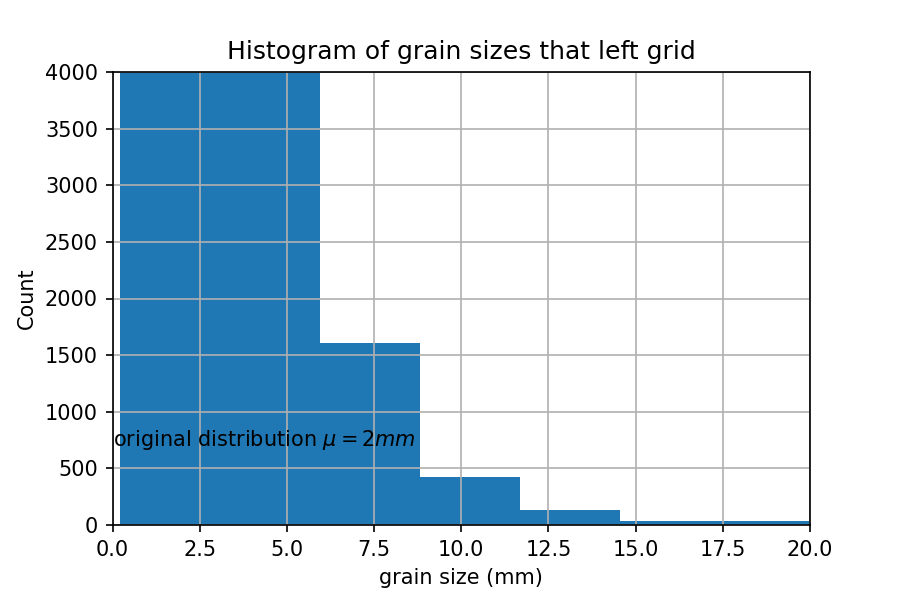 Histogram of grain sizes that left grid
Count
4000
3500
3000
2500
2000
1500
1000
500
0
original distribution μ = 2mm
0.0 2.5 5.0 7.5 10.0 12.5 15.0 17.5 20.0
grain size (mm)